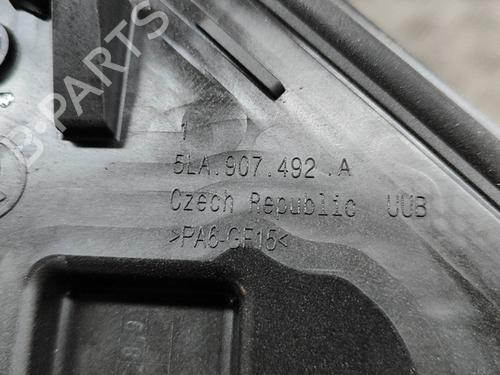 B-PARTS
1
5LA.907.492 .A
Czech Republic UUB
>PA6-GF15<